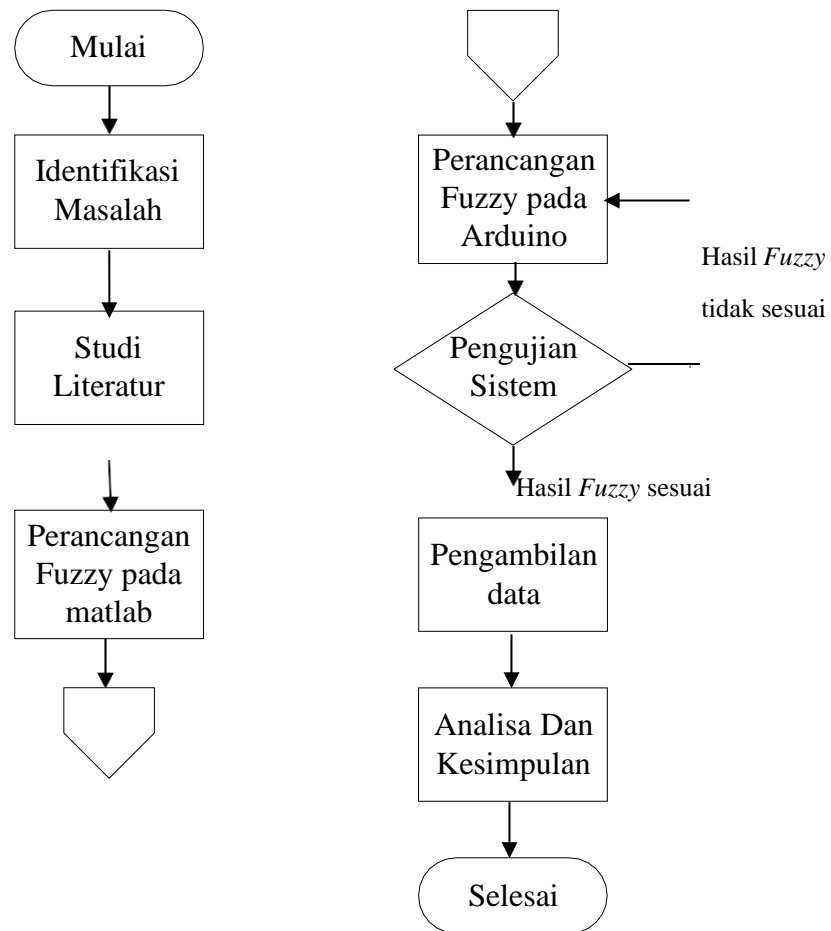 Mulai
Identifikasi
Masalah
Studi
Literatur
Perancangan
Fuzzy pada
matlab
Perancangan
Fuzzy pada
Arduino
Hasil Fuzzy
tidak sesuai
Pengujian
Sistem
Hasil Fuzzy sesuai
Pengambilan
data
Analisa Dan
Kesimpulan
Selesai